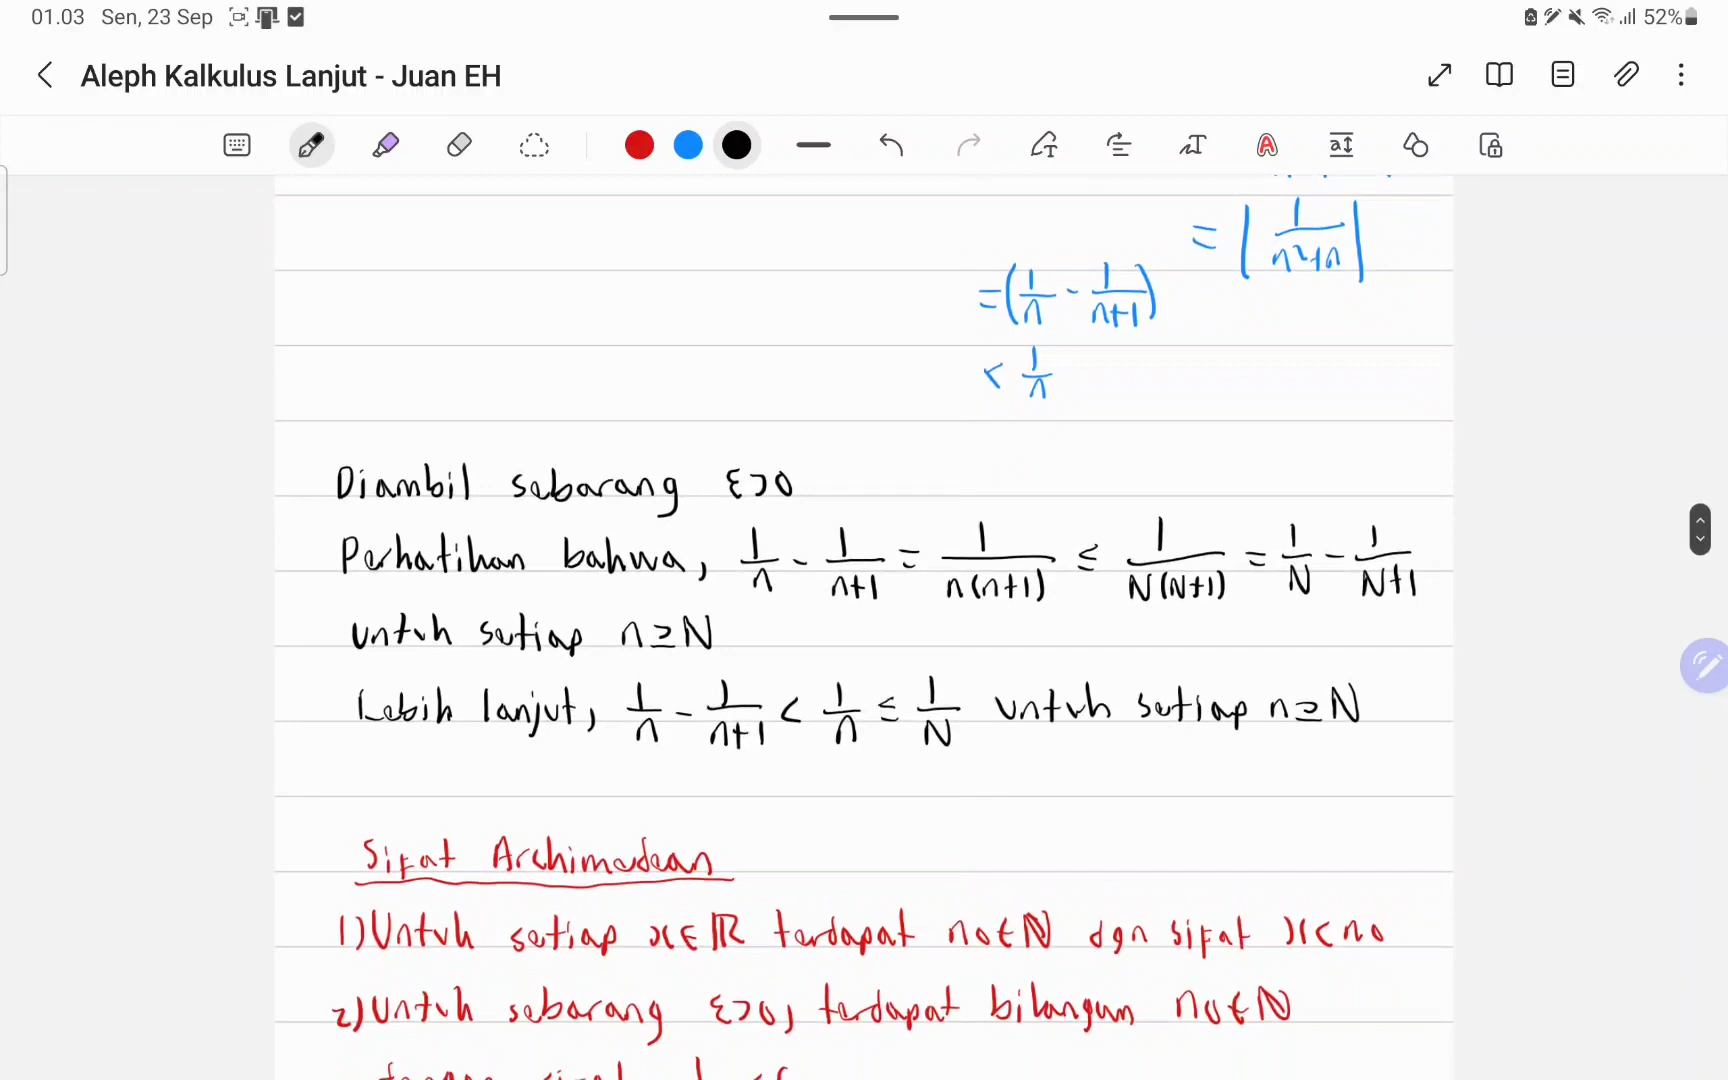 01.03 Sen, 23 Sep 52%
Aleph Kalkulus Lanjut - Juan EH
= | 1/(n²+n) |
= (1/n - 1/(n+1))
< 1/n
Diambil sebarang ε>0
Perhatikan bahwa, 1/n - 1/(n+1) = 1/(n(n+1)) ≤ 1/(N(N+1)) = 1/N - 1/(N+1)
untuk setiap n≥N
Lebih lanjut, 1/n - 1/(n+1) < 1/n ≤ 1/N untuk setiap n≥N
Sifat Archimedean
1) Untuk setiap x∈ℝ terdapat n₀∈ℕ dgn sifat x<n₀
2) Untuk sebarang ε>0, terdapat bilangan n₀∈ℕ